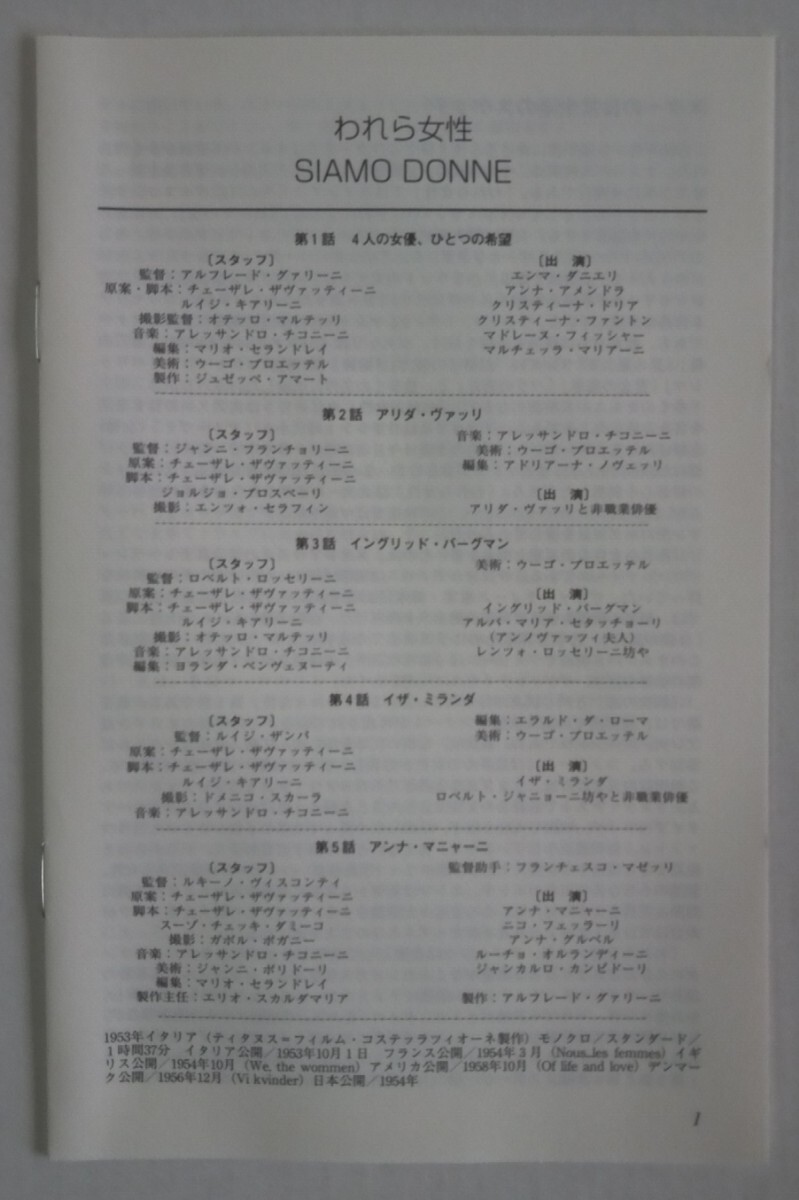 われら女性
SIAMO DONNE
第1話　4人の女優、ひとつの希望
〔スタッフ〕
監督：アルフレード・グァリーニ
原案・脚本：チェーザレ・ザヴァッティーニ
ルイジ・キアリーニ
撮影監督：オテッロ・マルテッリ
音楽：アレッサンドロ・チコニーニ
編集：マリオ・セランドレイ
美術：ウーゴ・ブロエッテル
製作：ジュゼッペ・アマート
〔出　演〕
エンマ・ダニエリ
アンナ・アメンドラ
クリスティーナ・ドリア
クリスティーナ・ファントン
マドレーヌ・フィッシャー
マルチェッラ・マリアーニ
第2話　アリダ・ヴァッリ
〔スタッフ〕
監督：ジャンニ・フランチョリーニ
原案：チェーザレ・ザヴァッティーニ
脚本：チェーザレ・ザヴァッティーニ
ジョルジョ・プロスペーリ
撮影：エンツォ・セラフィン
音楽：アレッサンドロ・チコニーニ
美術：ウーゴ・ブロエッテル
編集：アドリアーナ・ノヴェッリ
〔出　演〕
アリダ・ヴァッリと非職業俳優
第3話　イングリッド・バーグマン
〔スタッフ〕
監督：ロベルト・ロッセリーニ
原案：チェーザレ・ザヴァッティーニ
脚本：チェーザレ・ザヴァッティーニ
ルイジ・キアリーニ
撮影：オテッロ・マルテッリ
音楽：アレッサンドロ・チコニーニ
編集：ヨランダ・ベンヴェヌーティ
美術：ウーゴ・ブロエッテル
〔出　演〕
イングリッド・バーグマン
アルバ・マリア・セタッチョーリ
（アンノヴァッツィ夫人）
レンツォ・ロッセリーニ坊や
第4話　イザ・ミランダ
〔スタッフ〕
監督：ルイジ・ザンパ
原案：チェーザレ・ザヴァッティーニ
脚本：チェーザレ・ザヴァッティーニ
ルイジ・キアリーニ
撮影：ドメニコ・スカーラ
音楽：アレッサンドロ・チコニーニ
編集：エラルド・ダ・ローマ
美術：ウーゴ・ブロエッテル
〔出　演〕
イザ・ミランダ
ロベルト・ジャニョーニ坊やと非職業俳優
第5話　アンナ・マニャーニ
〔スタッフ〕
監督：ルキーノ・ヴィスコンティ
原案：チェーザレ・ザヴァッティーニ
脚本：チェーザレ・ザヴァッティーニ
スーゾ・チェッキ・ダミーコ
撮影：ガボル・ポガニー
音楽：アレッサンドロ・チコニーニ
美術：ジャンニ・ポリドーリ
編集：マリオ・セランドレイ
製作主任：エリオ・スカルダマリア
監督助手：フランチェスコ・マゼッリ
〔出　演〕
アンナ・マニャーニ
ニコ・フェッラーリ
アンナ・グルベル
ルーチョ・オルランディーニ
ジャンカルロ・カンビドーリ
製作：アルフレード・グァリーニ
1953年イタリア（ティタヌス＝フィルム・コステッラツィオーネ製作）モノクロ／スタンダード／
1時間37分　イタリア公開／1953年10月1日　フランス公開／1954年3月（Nous...les femmes）イギ
リス公開／1954年10月（We, the wommen）アメリカ公開／1958年10月（Of life and love）デンマー
ク公開／1956年12月（Vi kvinder）日本公開／1954年
1